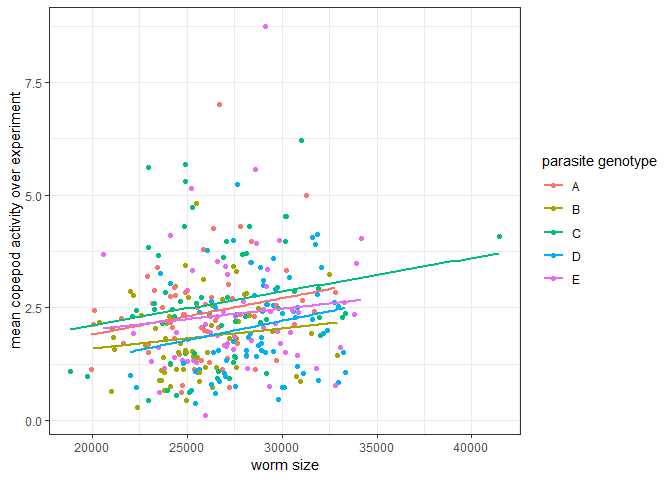 7.5
5.0
2.5
0.0
mean copepod activity over experiment
20000 25000 30000 35000 40000
worm size
parasite genotype
A
B
C
D
E